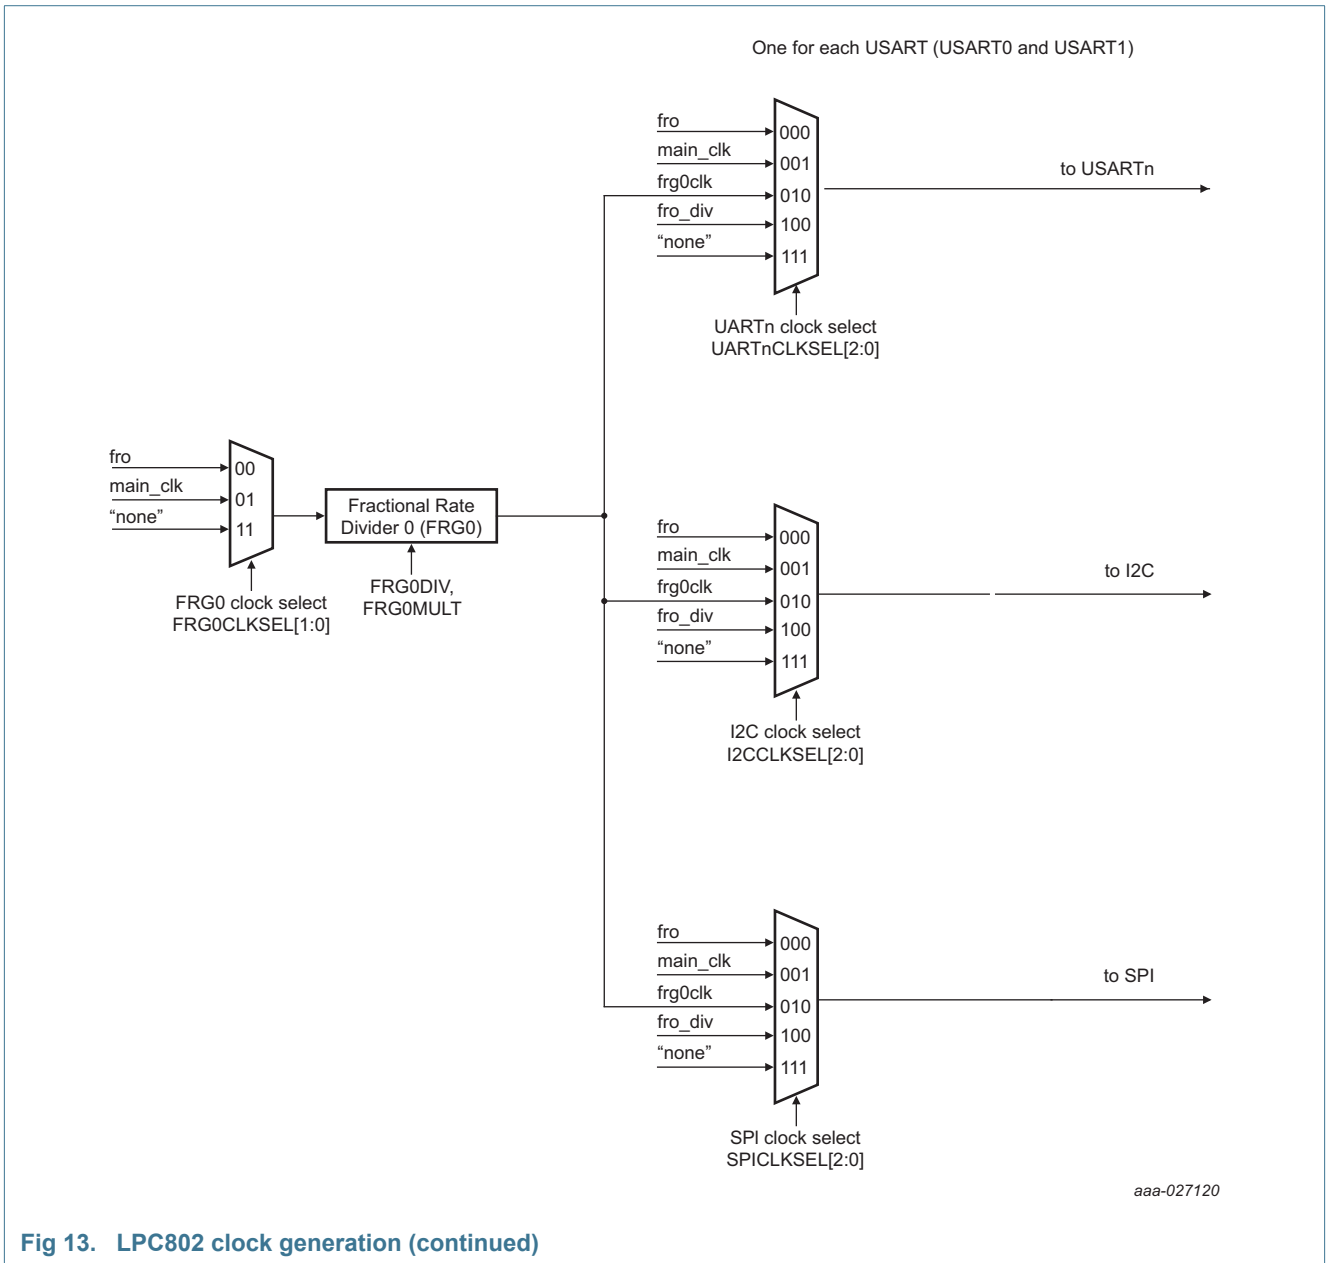 One for each USART (USART0 and USART1)
fro
000
main_clk
001
frg0clk
010
fro_div
100
“none”
111
to USARTn
UARTn clock select
UARTnCLKSEL[2:0]
fro
00
main_clk
01
“none”
11
FRG0 clock select
FRG0CLKSEL[1:0]
Fractional Rate
Divider 0 (FRG0)
FRG0DIV,
FRG0MULT
fro
000
main_clk
001
frg0clk
010
fro_div
100
“none”
111
to I2C
I2C clock select
I2CCLKSEL[2:0]
fro
000
main_clk
001
frg0clk
010
fro_div
100
“none”
111
to SPI
SPI clock select
SPICLKSEL[2:0]
aaa-027120
Fig 13. LPC802 clock generation (continued)